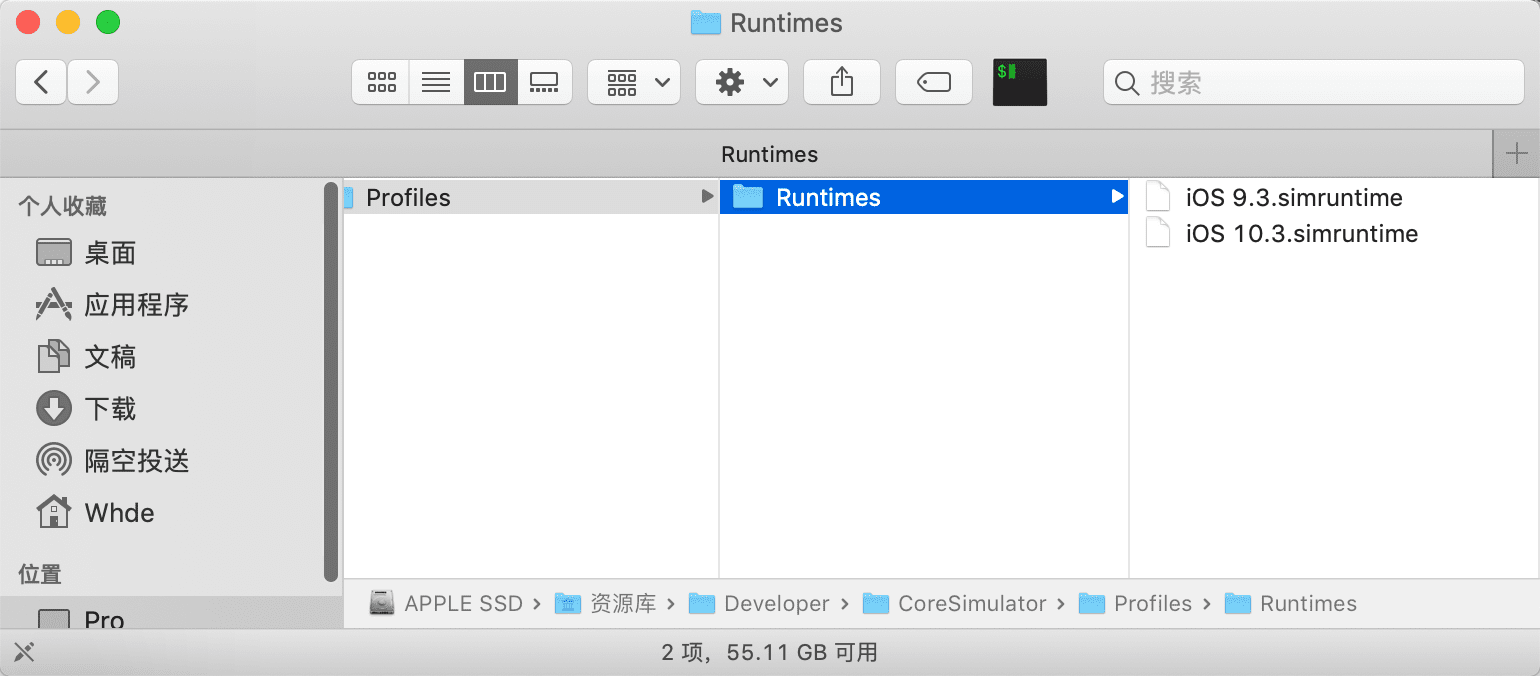 Runtimes
$
搜索
Runtimes
个人收藏
桌面
应用程序
文稿
下载
隔空投送
Whde
位置
Pro
Profiles
Runtimes
iOS 9.3.simruntime
iOS 10.3.simruntime
APPLE SSD › 资源库 › Developer › CoreSimulator › Profiles › Runtimes
2 项，55.11 GB 可用